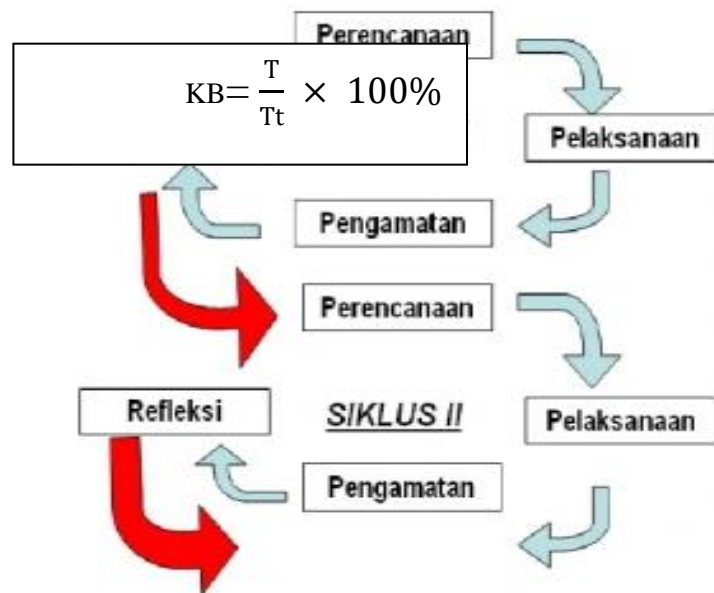 Perencanaan
KB= T/Tt × 100%
Pelaksanaan
Pengamatan
Perencanaan
Refleksi
SIKLUS II
Pelaksanaan
Pengamatan